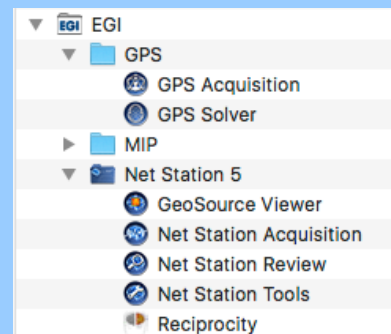 EGI EGI
GPS
GPS Acquisition
GPS Solver
MIP
Net Station 5
GeoSource Viewer
Net Station Acquisition
Net Station Review
Net Station Tools
Reciprocity